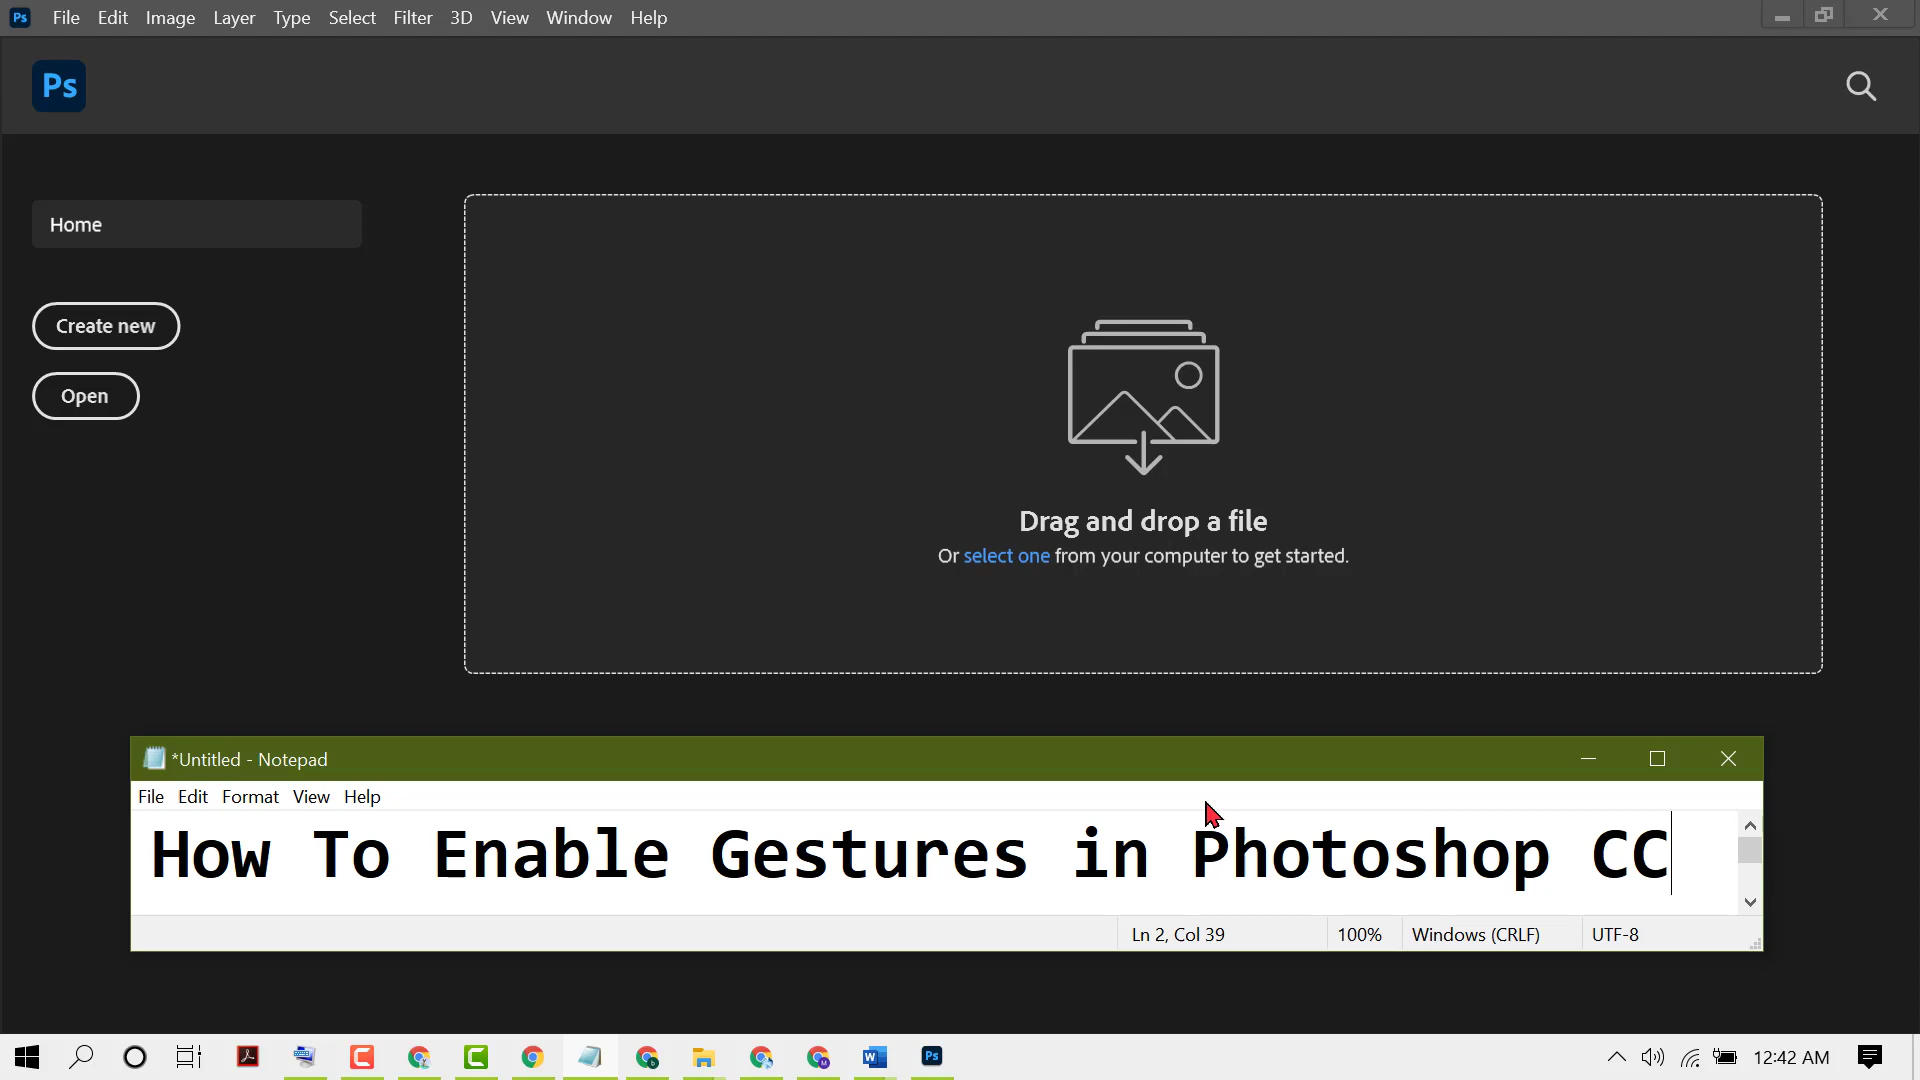 Ps File Edit Image Layer Type Select Filter 3D View Window Help
Ps
Home
Create new
Open
Drag and drop a file
Or select one from your computer to get started.
*Untitled - Notepad
File Edit Format View Help
How To Enable Gestures in Photoshop CC
Ln 2, Col 39 100% Windows (CRLF) UTF-8
Ps 12:42 AM